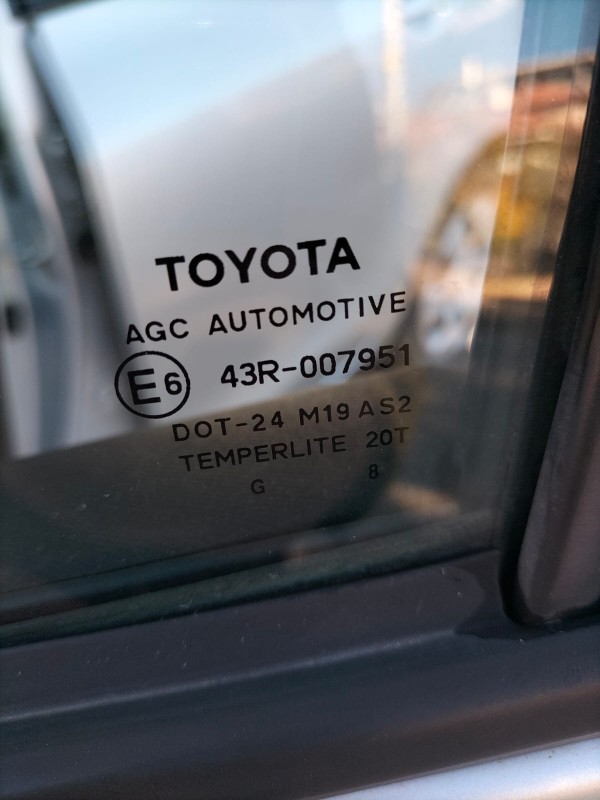 TOYOTA
AGC AUTOMOTIVE
E6 43R-007951
DOT-24 M19 AS2
TEMPERLITE 20T
G 8